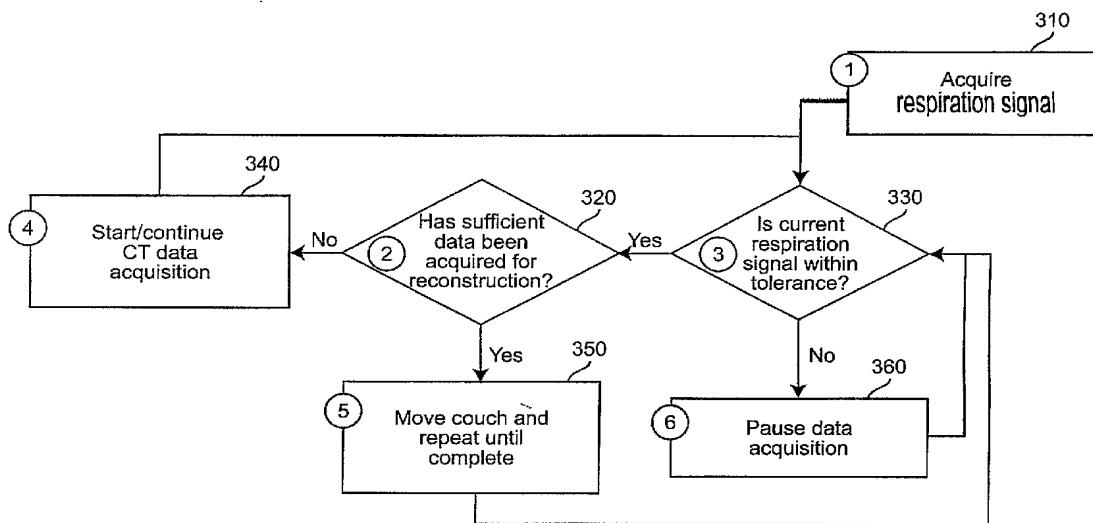 310
1
Acquire
respiration signal
340
4
Start/continue
CT data
acquisition
No
320
2
Has sufficient
data been
acquired for
reconstruction?
Yes
330
3
Is current
respiration
signal within
tolerance?
Yes
350
5
Move couch and
repeat until
complete
No
360
6
Pause data
acquisition